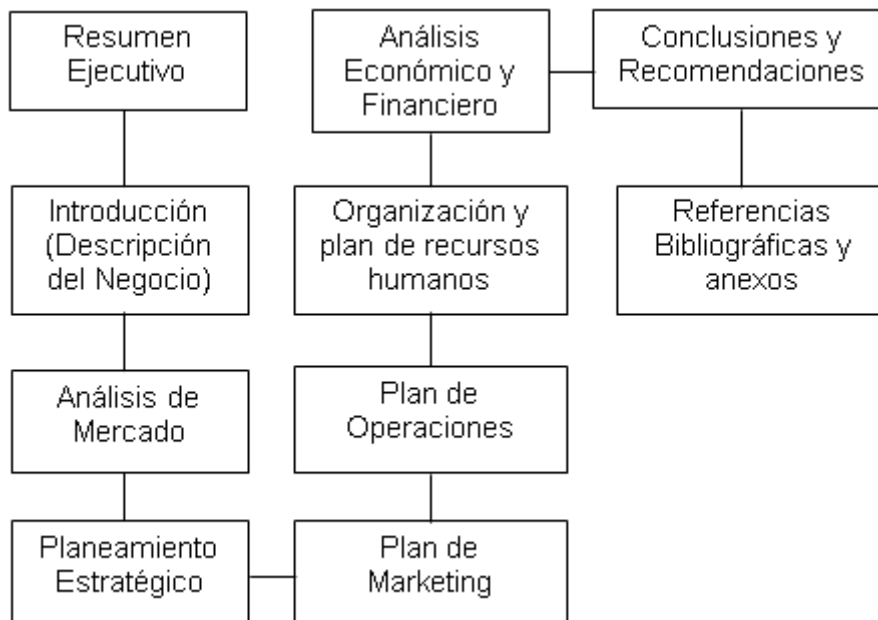 Resumen
Ejecutivo
Introducción
(Descripción
del Negocio)
Análisis de
Mercado
Planeamiento
Estratégico
Plan de
Marketing
Plan de
Operaciones
Organización y
plan de recursos
humanos
Análisis
Económico y
Financiero
Conclusiones y
Recomendaciones
Referencias
Bibliográficas y
anexos